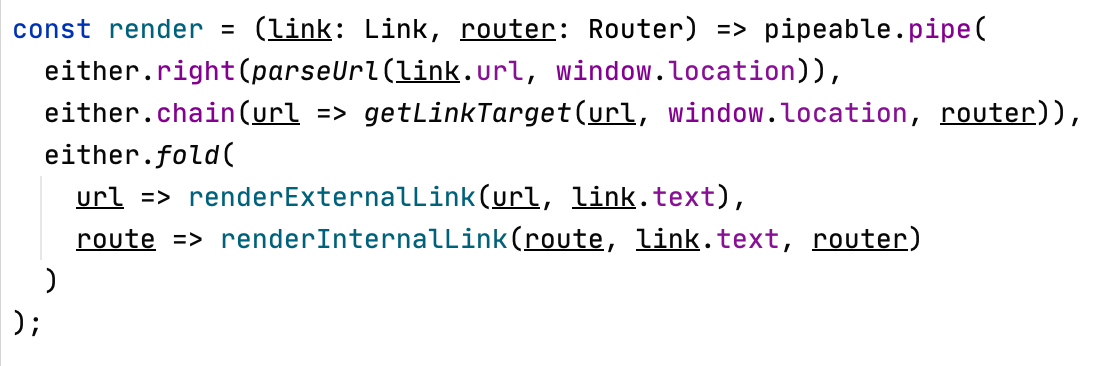 const render = (link: Link, router: Router) => pipeable.pipe(
  either.right(parseUrl(link.url, window.location)),
  either.chain(url => getLinkTarget(url, window.location, router)),
  either.fold(
    url => renderExternalLink(url, link.text),
    route => renderInternalLink(route, link.text, router)
  )
);